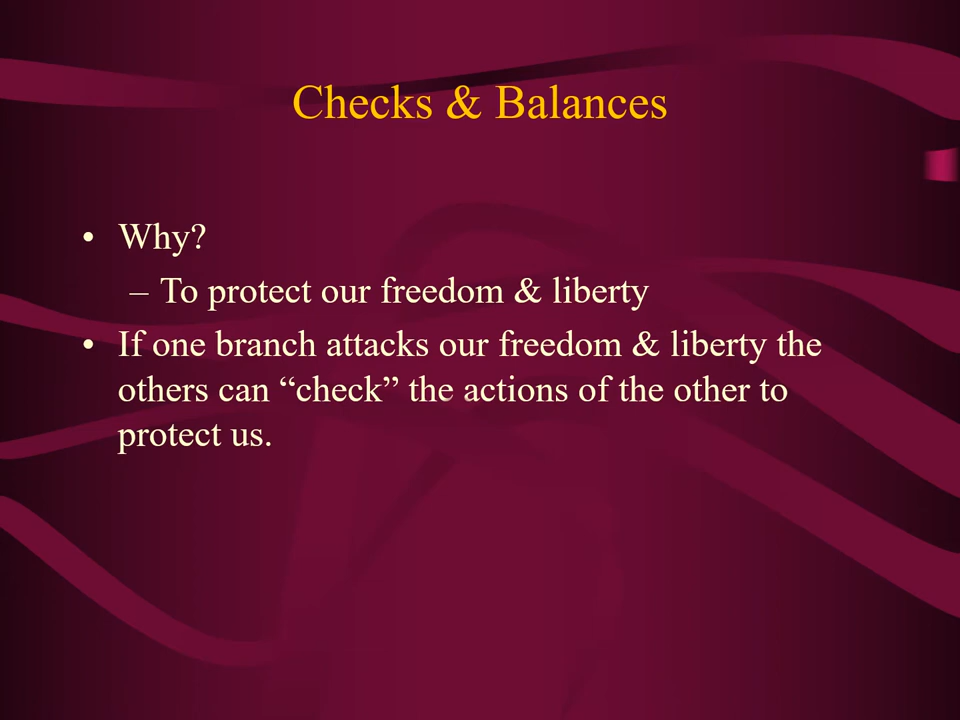 Checks & Balances
• Why?
– To protect our freedom & liberty
• If one branch attacks our freedom & liberty the
others can “check” the actions of the other to
protect us.